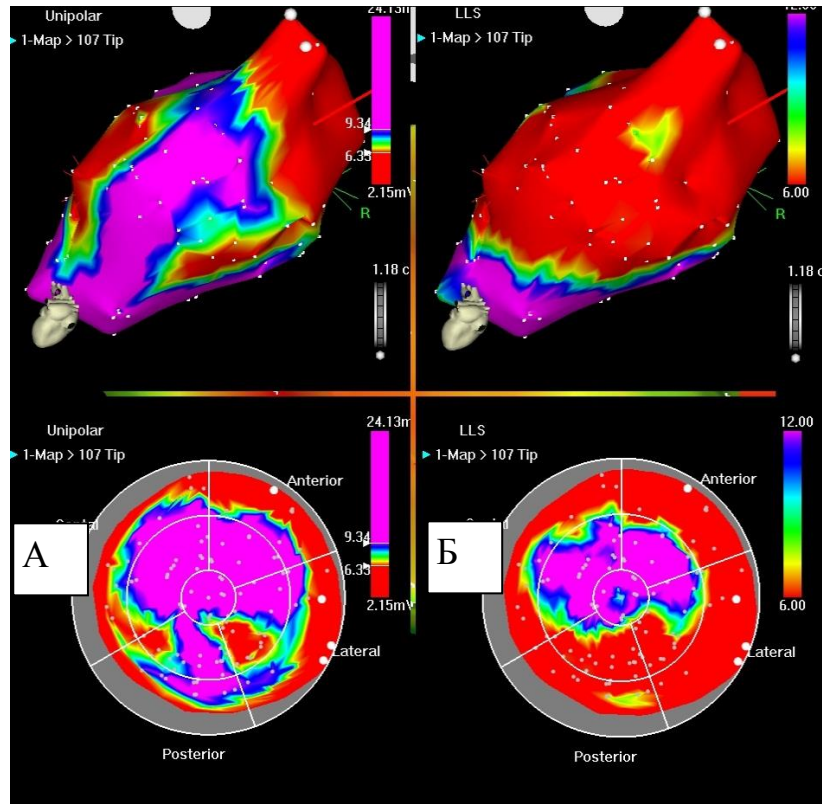 Unipolar
1-Map > 107 Tip
24.13m
9.34
6.33
2.15mV
R
1.18 c
LLS
1-Map > 107 Tip
6.00
R
1.18 c
Unipolar
1-Map > 107 Tip
24.13m
9.34
6.33
2.15mV
Anterior
Lateral
Posterior
А
LLS
1-Map > 107 Tip
12.00
6.00
Anterior
Lateral
Posterior
Б